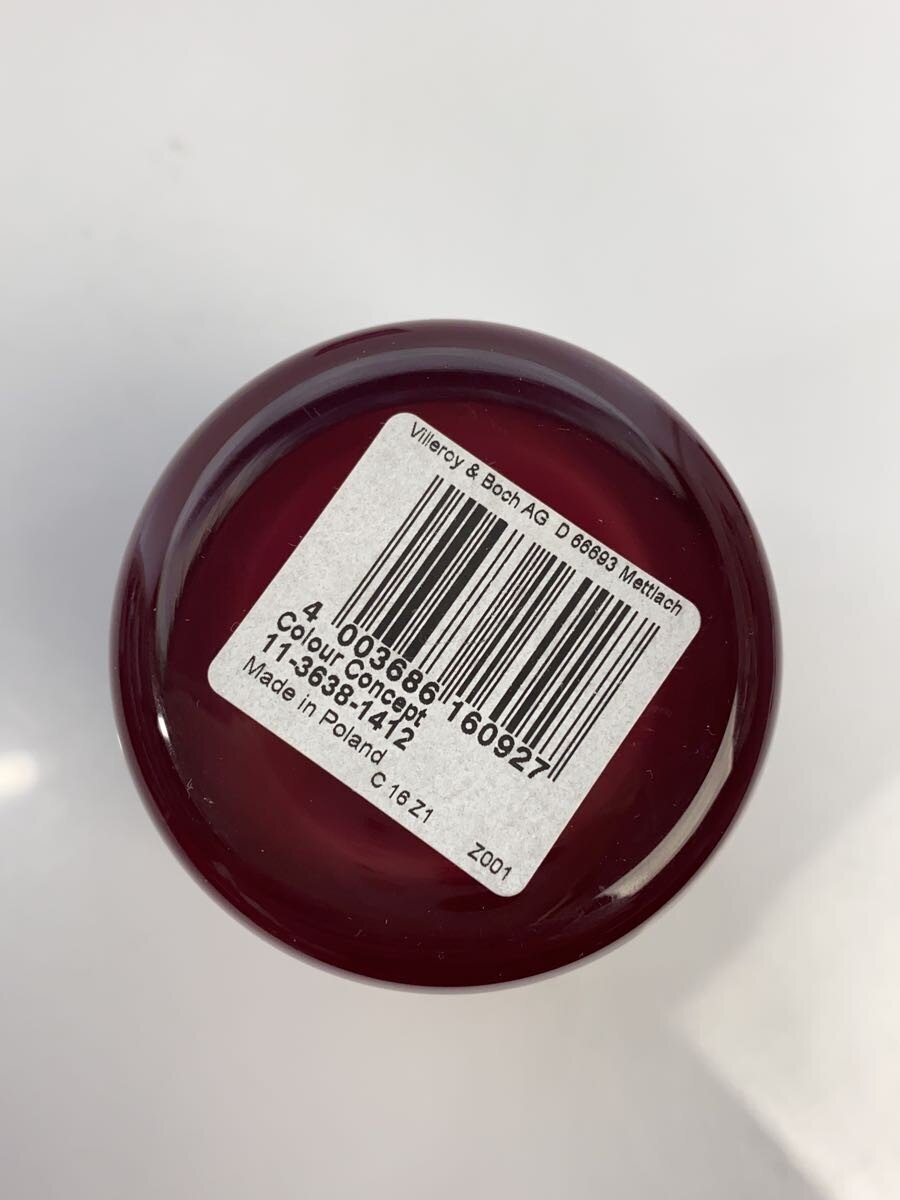 Villeroy & Boch AG D 66693 Mettlach
4 003686 160927
Colour Concept
11-3638-1412
Made in Poland
C 16 Z1
Z001